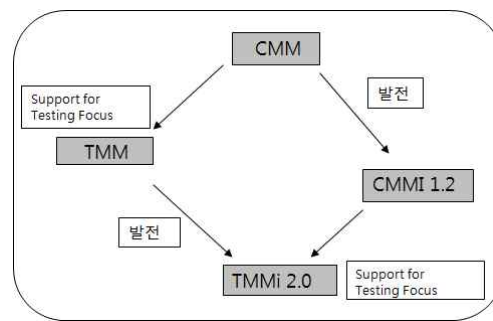 CMM
Support for
Testing Focus
발전
TMM
CMMI 1.2
발전
TMMi 2.0
Support for
Testing Focus